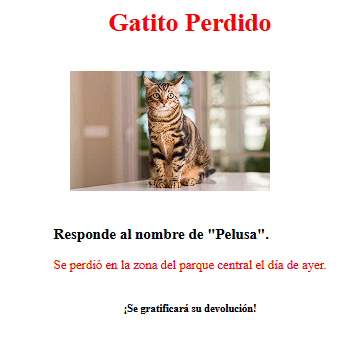 Gatito Perdido
Responde al nombre de "Pelusa".
Se perdió en la zona del parque central el día de ayer.
¡Se gratificará su devolución!